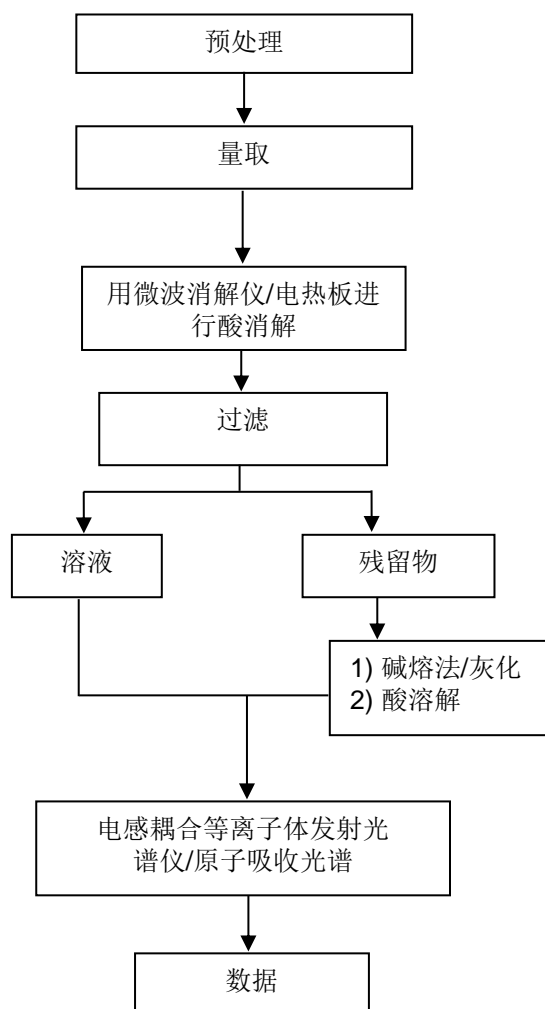 预处理
量取
用微波消解仪/电热板进
行酸消解
过滤
溶液
残留物
1) 碱熔法/灰化
2) 酸溶解
电感耦合等离子体发射光
谱仪/原子吸收光谱
数据